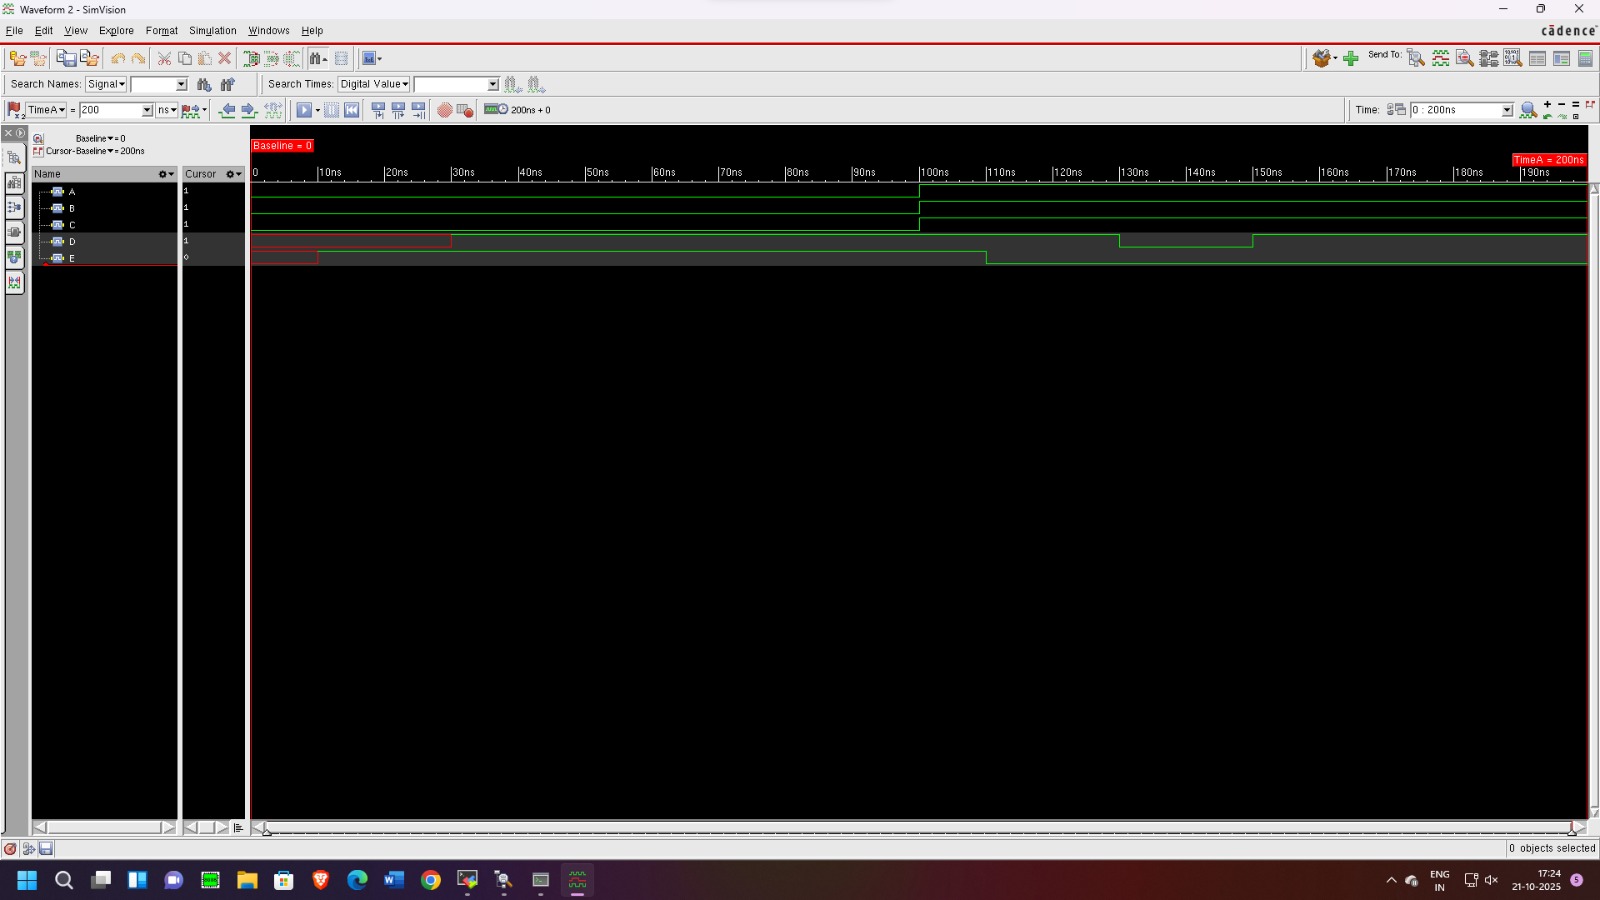 Waveform 2 - SimVision
File Edit View Explore Format Simulation Windows Help
cādence
Send To:
Search Names: Signal
Search Times: Digital Value
TimeA = 200 ns
200ns + 0
Time: 0 : 200ns
Baseline = 0
Cursor-Baseline = 200ns
Baseline = 0
TimeA = 200ns
Name Cursor
0 10ns 20ns 30ns 40ns 50ns 60ns 70ns 80ns 90ns 100ns 110ns 120ns 130ns 140ns 150ns 160ns 170ns 180ns 190ns
A 1
B 1
C 1
D 1
E 0
0 objects selected
ENG
IN
17:24
21-10-2025
5